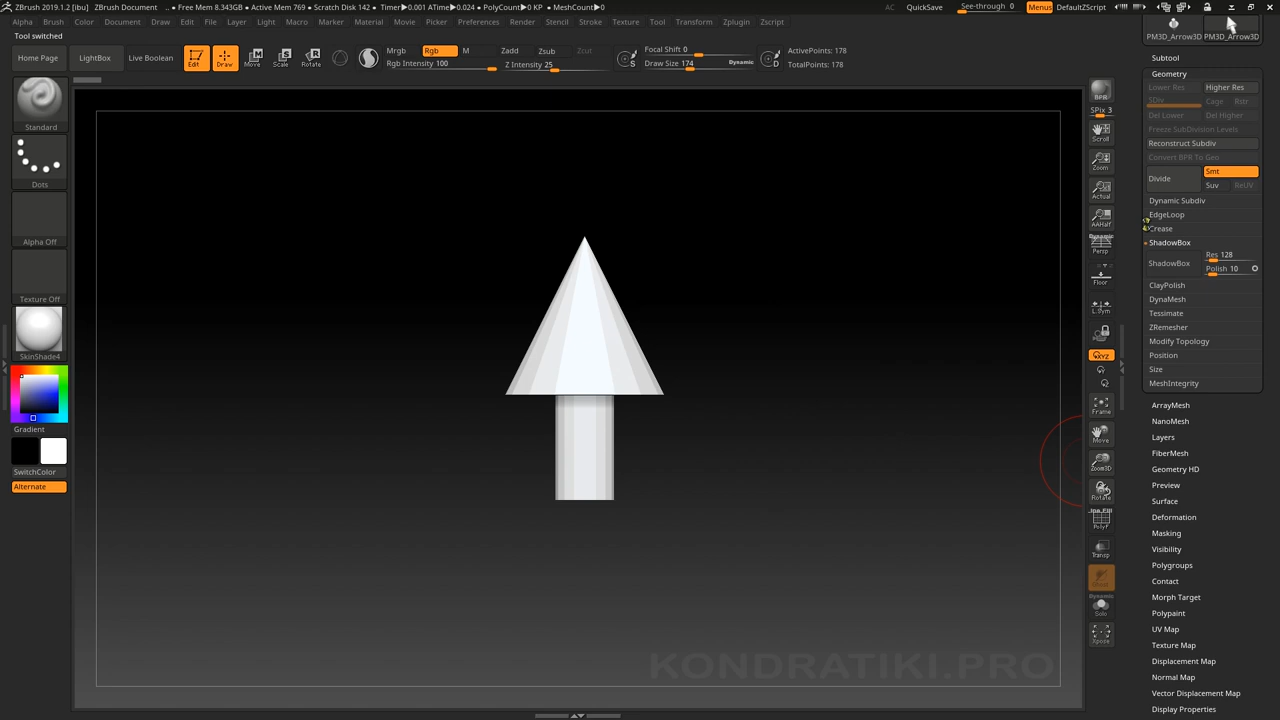 ZBrush 2019.1.2 [ibu] ZBrush Document .. ● Free Mem 8.343GB ● Active Mem 769 ● Scratch Disk 142 ● Timer▶0.001 ATime▶0.024 ● PolyCount▶0 KP ● MeshCount▶0 AC QuickSave See-through 0 Menus DefaultZScript
Alpha Brush Color Document Draw Edit File Layer Light Macro Marker Material Movie Picker Preferences Render Stencil Stroke Texture Tool Transform Zplugin Zscript
Tool switched
Home Page LightBox Live Boolean
Edit Draw Move Scale Rotate
Mrgb Rgb M Zadd Zsub Zcut
Rgb Intensity 100 Z Intensity 25
S Focal Shift 0
Draw Size 174 D
ActivePoints: 178
TotalPoints: 178
Standard
Dots
Alpha Off
Texture Off
SkinShade4
Gradient
SwitchColor
Alternate
BPR
SPix 3
Scroll
Zoom
Actual
AAHalf
Dynamic
Persp
Floor
L.Sym
XYZ
Frame
Move
Zoom3D
Rotate
PolyF
Transp
Dynamic
Solo
Xpose
PM3D_Arrow3D PM3D_Arrow3D
Subtool
Geometry
Lower Res Higher Res
SDiv Cage Rstr
Del Lower Del Higher
Freeze SubDivision Levels
Reconstruct Subdiv
Convert BPR To Geo
Divide Smt
Suv ReUV
Dynamic Subdiv
EdgeLoop
Crease
ShadowBox
ShadowBox Res 128
Polish 10
ClayPolish
DynaMesh
Tessimate
ZRemesher
Modify Topology
Position
Size
MeshIntegrity
ArrayMesh
NanoMesh
Layers
FiberMesh
Geometry HD
Preview
Surface
Deformation
Masking
Visibility
Polygroups
Contact
Morph Target
Polypaint
UV Map
Texture Map
Displacement Map
Normal Map
Vector Displacement Map
Display Properties
KONDRATIKI.PRO